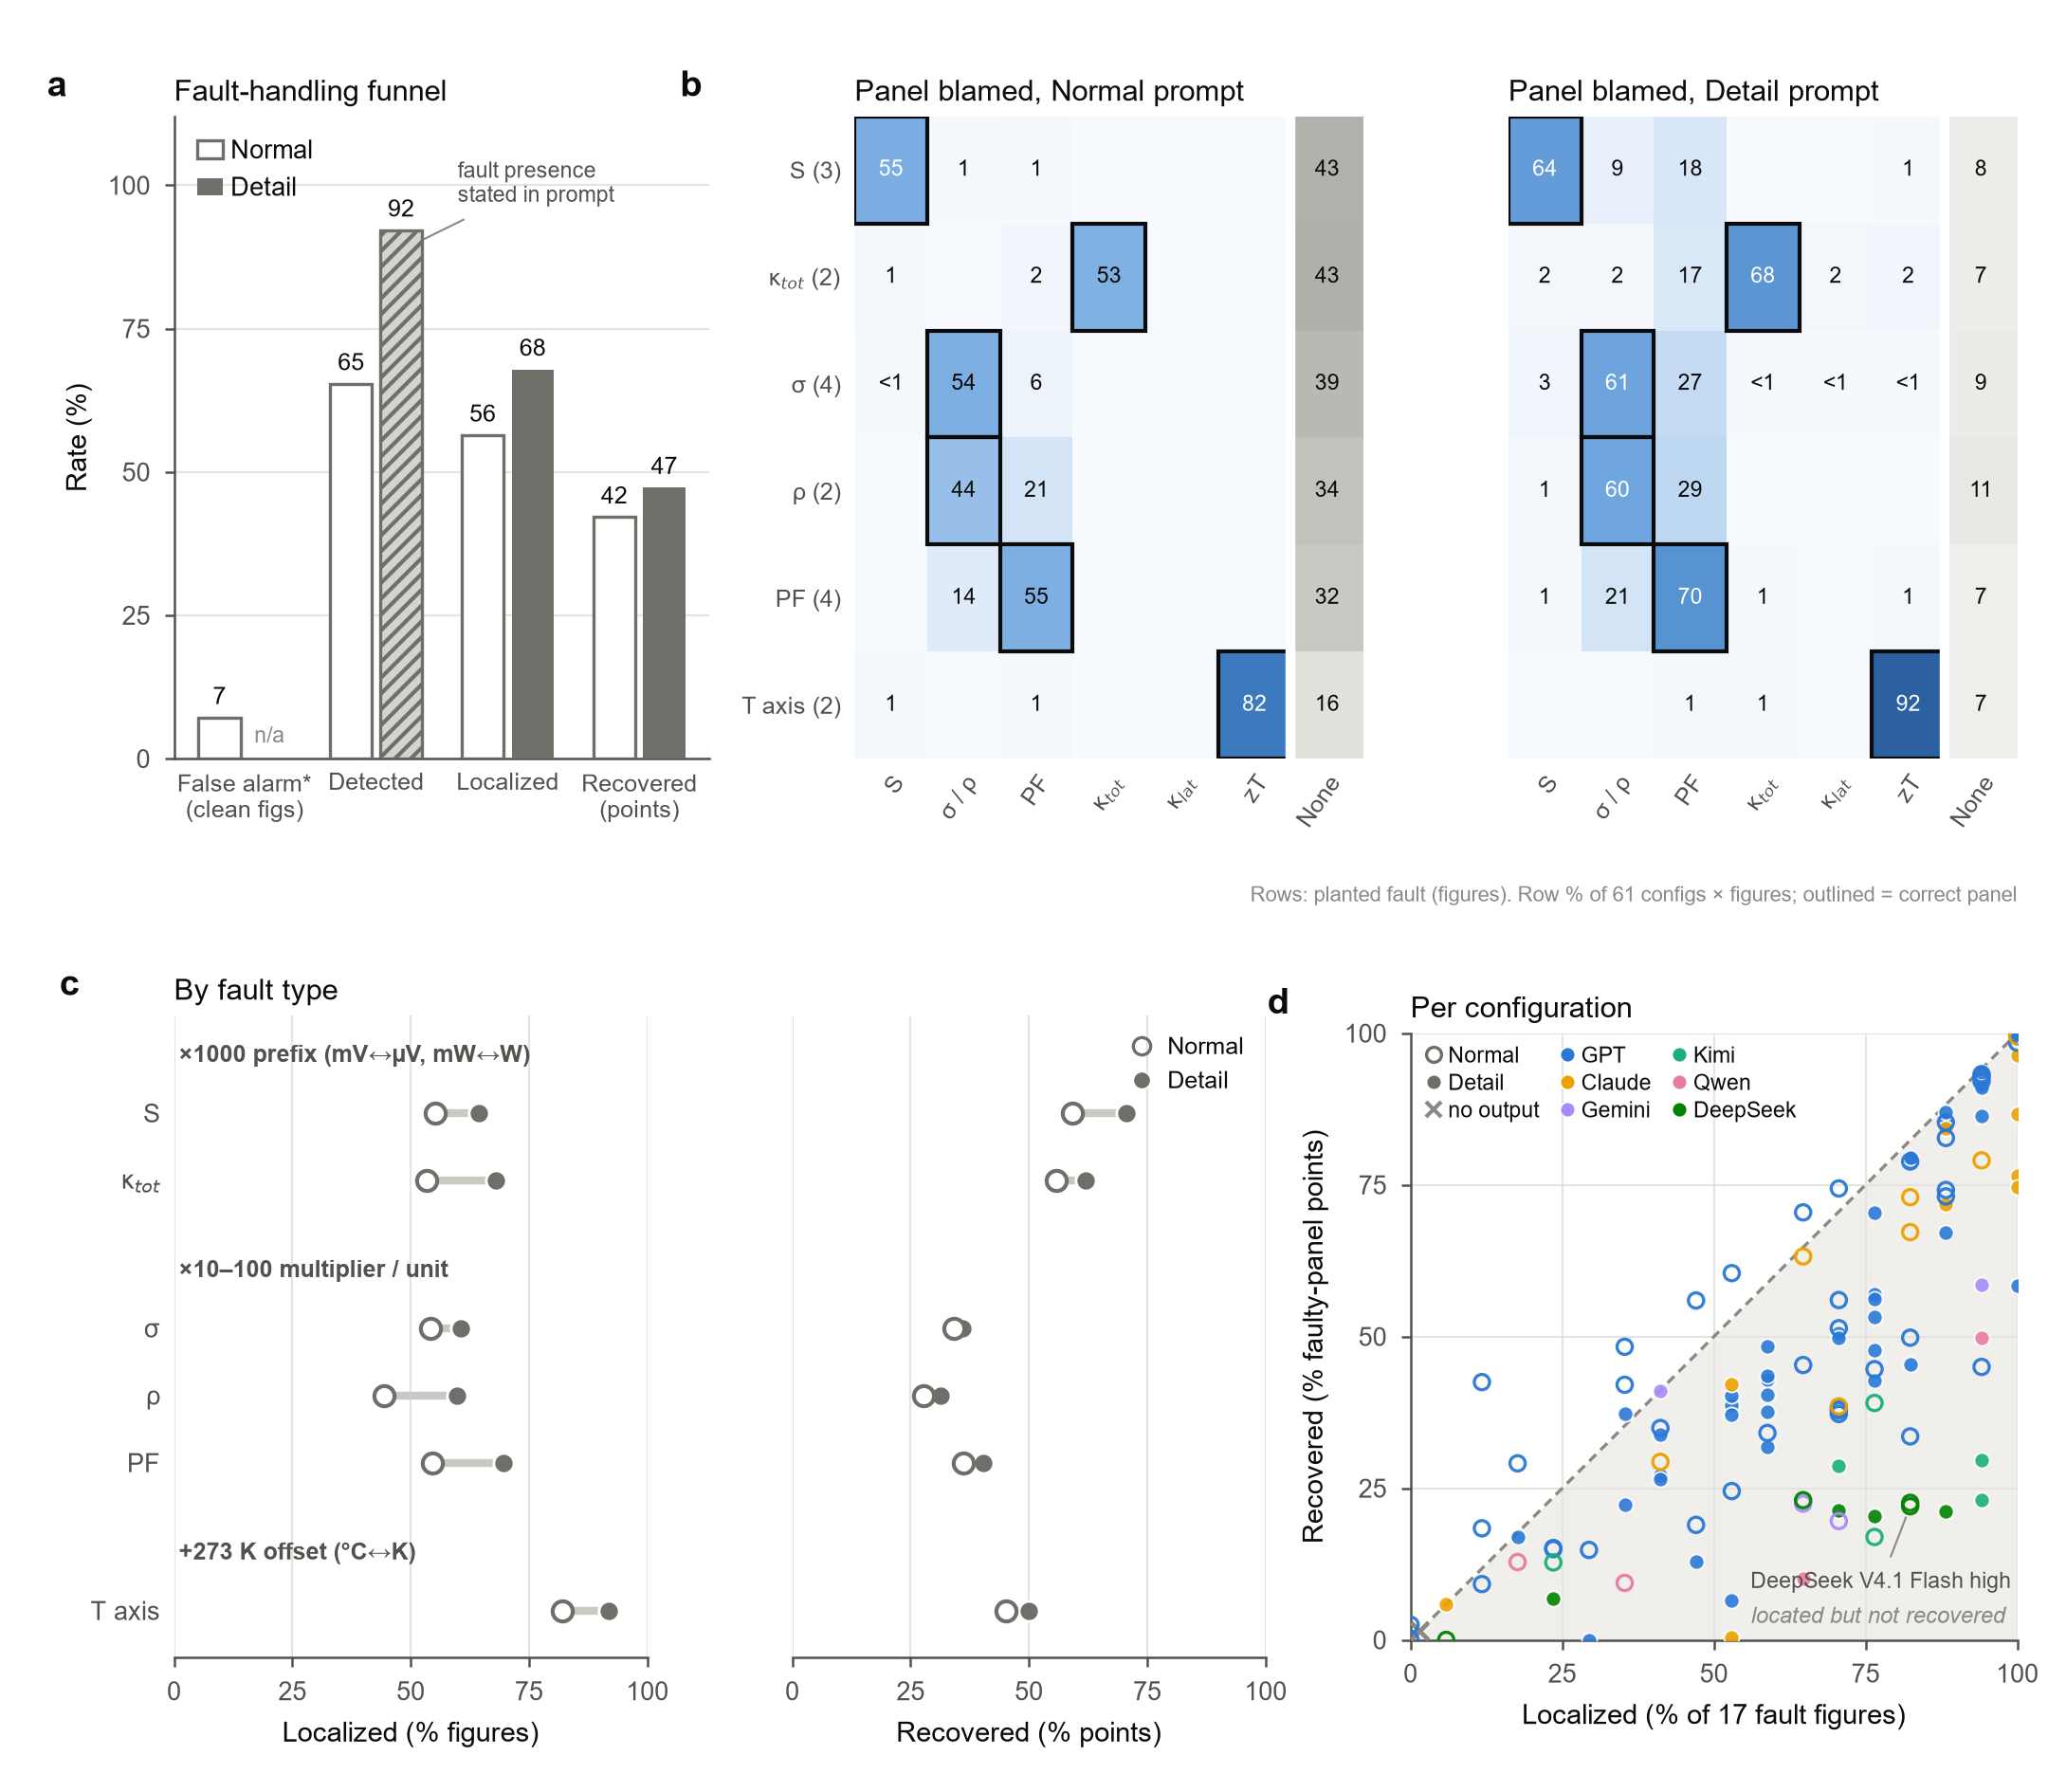 a
Fault-handling funnel
Normal
Detail
fault presence
stated in prompt
Rate (%)
100
75
50
25
0
7
n/a
65
92
56
68
42
47
False alarm*
(clean figs)
Detected
Localized
Recovered
(points)
b
Panel blamed, Normal prompt
S (3) 55 1 1 43
κtot (2) 1 2 53 43
σ (4) <1 54 6 39
ρ (2) 44 21 34
PF (4) 14 55 32
T axis (2) 1 1 82 16
S σ / ρ PF κtot κlat zT None
Panel blamed, Detail prompt
64 9 18 1 8
2 2 17 68 2 2 7
3 61 27 <1 <1 <1 9
1 60 29 11
1 21 70 1 1 7
1 1 92 7
S σ / ρ PF κtot κlat zT None
Rows: planted fault (figures). Row % of 61 configs × figures; outlined = correct panel
c
By fault type
×1000 prefix (mV↔μV, mW↔W)
S
κtot
×10–100 multiplier / unit
σ
ρ
PF
+273 K offset (°C↔K)
T axis
0 25 50 75 100
Localized (% figures)
Normal
Detail
0 25 50 75 100
Recovered (% points)
d
Per configuration
Normal GPT Kimi
Detail Claude Qwen
no output Gemini DeepSeek
Recovered (% faulty-panel points)
100
75
50
25
0
DeepSeek V4.1 Flash high
located but not recovered
0 25 50 75 100
Localized (% of 17 fault figures)